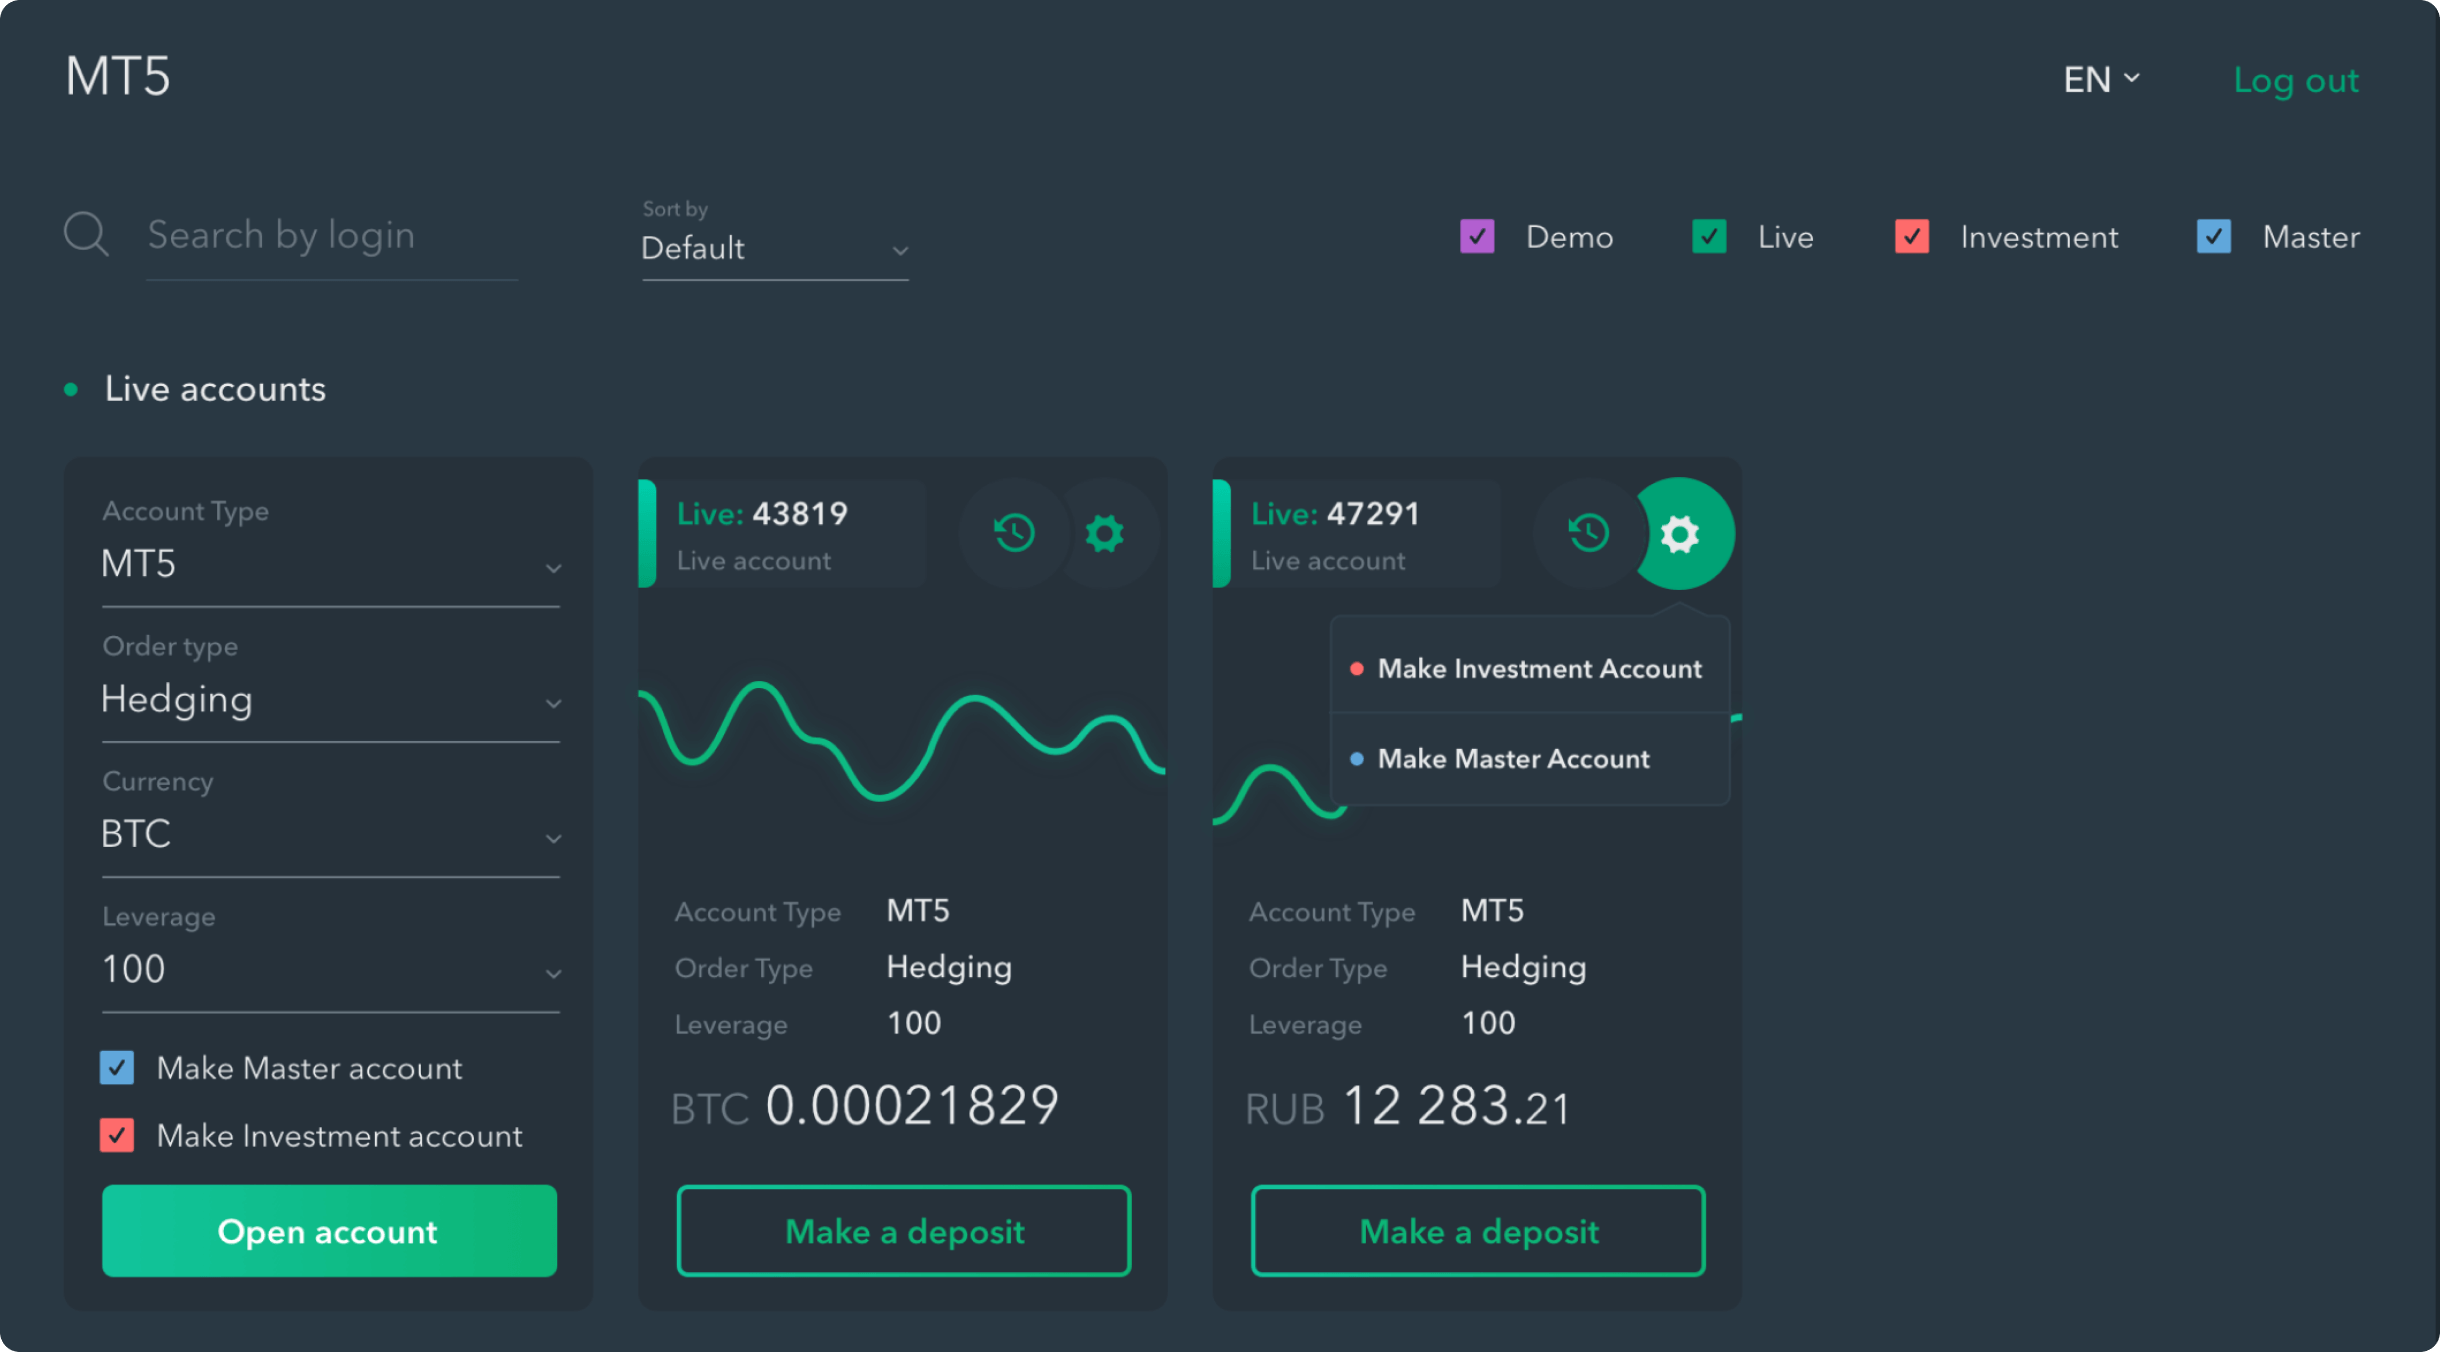 MT5
EN
Log out
Search by login
Sort by
Default
Demo
Live
Investment
Master
Live accounts
Account Type
MT5
Order type
Hedging
Currency
BTC
Leverage
100
Make Master account
Make Investment account
Open account
Live: 43819
Live account
Account Type MT5
Order Type Hedging
Leverage 100
BTC 0.00021829
Make a deposit
Live: 47291
Live account
Make Investment Account
Make Master Account
Account Type MT5
Order Type Hedging
Leverage 100
RUB 12 283.21
Make a deposit